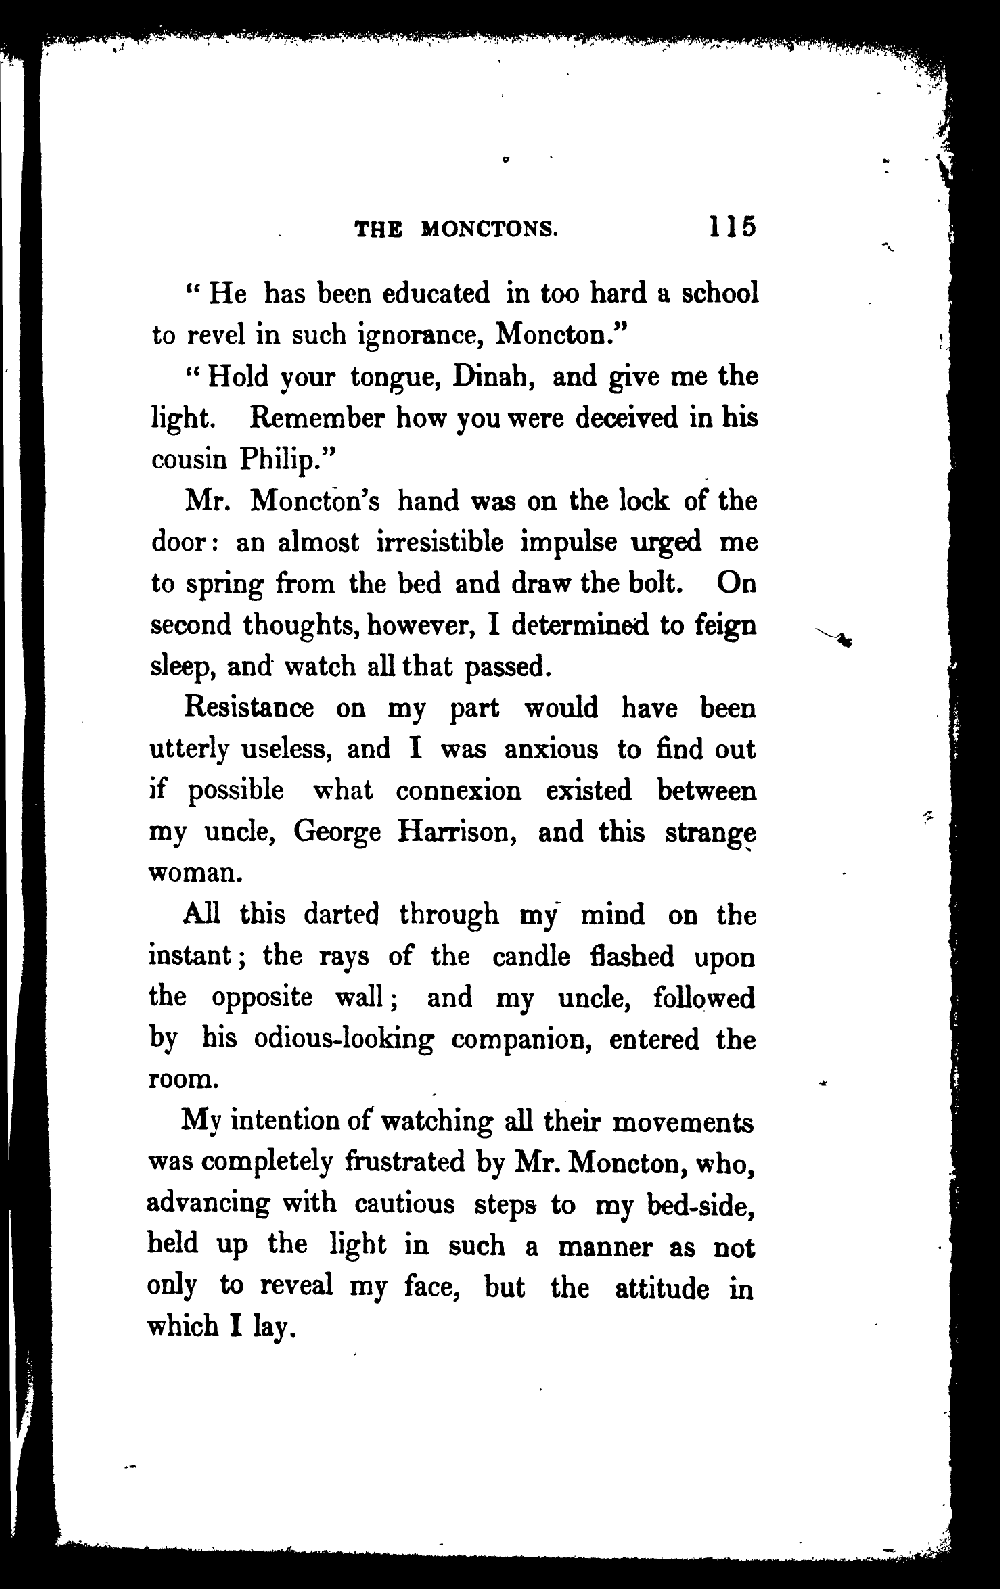 THE MONCTONS. 115
“ He has been educated in too hard a school
to revel in such ignorance, Moncton.”
“ Hold your tongue, Dinah, and give me the
light. Remember how you were deceived in his
cousin Philip.”
Mr. Moncton’s hand was on the lock of the
door: an almost irresistible impulse urged me
to spring from the bed and draw the bolt. On
second thoughts, however, I determined to feign
sleep, and watch all that passed.
Resistance on my part would have been
utterly useless, and I was anxious to find out
if possible what connexion existed between
my uncle, George Harrison, and this strange
woman.
All this darted through my mind on the
instant; the rays of the candle flashed upon
the opposite wall; and my uncle, followed
by his odious-looking companion, entered the
room.
My intention of watching all their movements
was completely frustrated by Mr. Moncton, who,
advancing with cautious steps to my bed-side,
held up the light in such a manner as not
only to reveal my face, but the attitude in
which I lay.